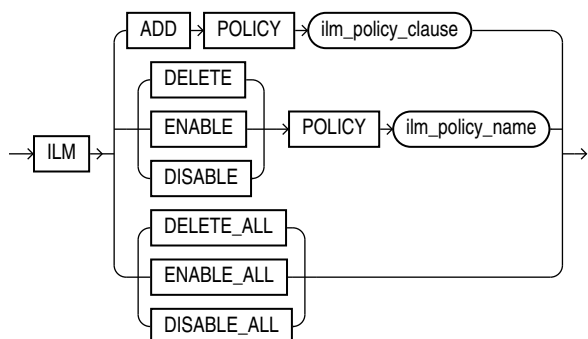 ADD POLICY ilm_policy_clause
DELETE
ILM ENABLE POLICY ilm_policy_name
DISABLE
DELETE_ALL
ENABLE_ALL
DISABLE_ALL